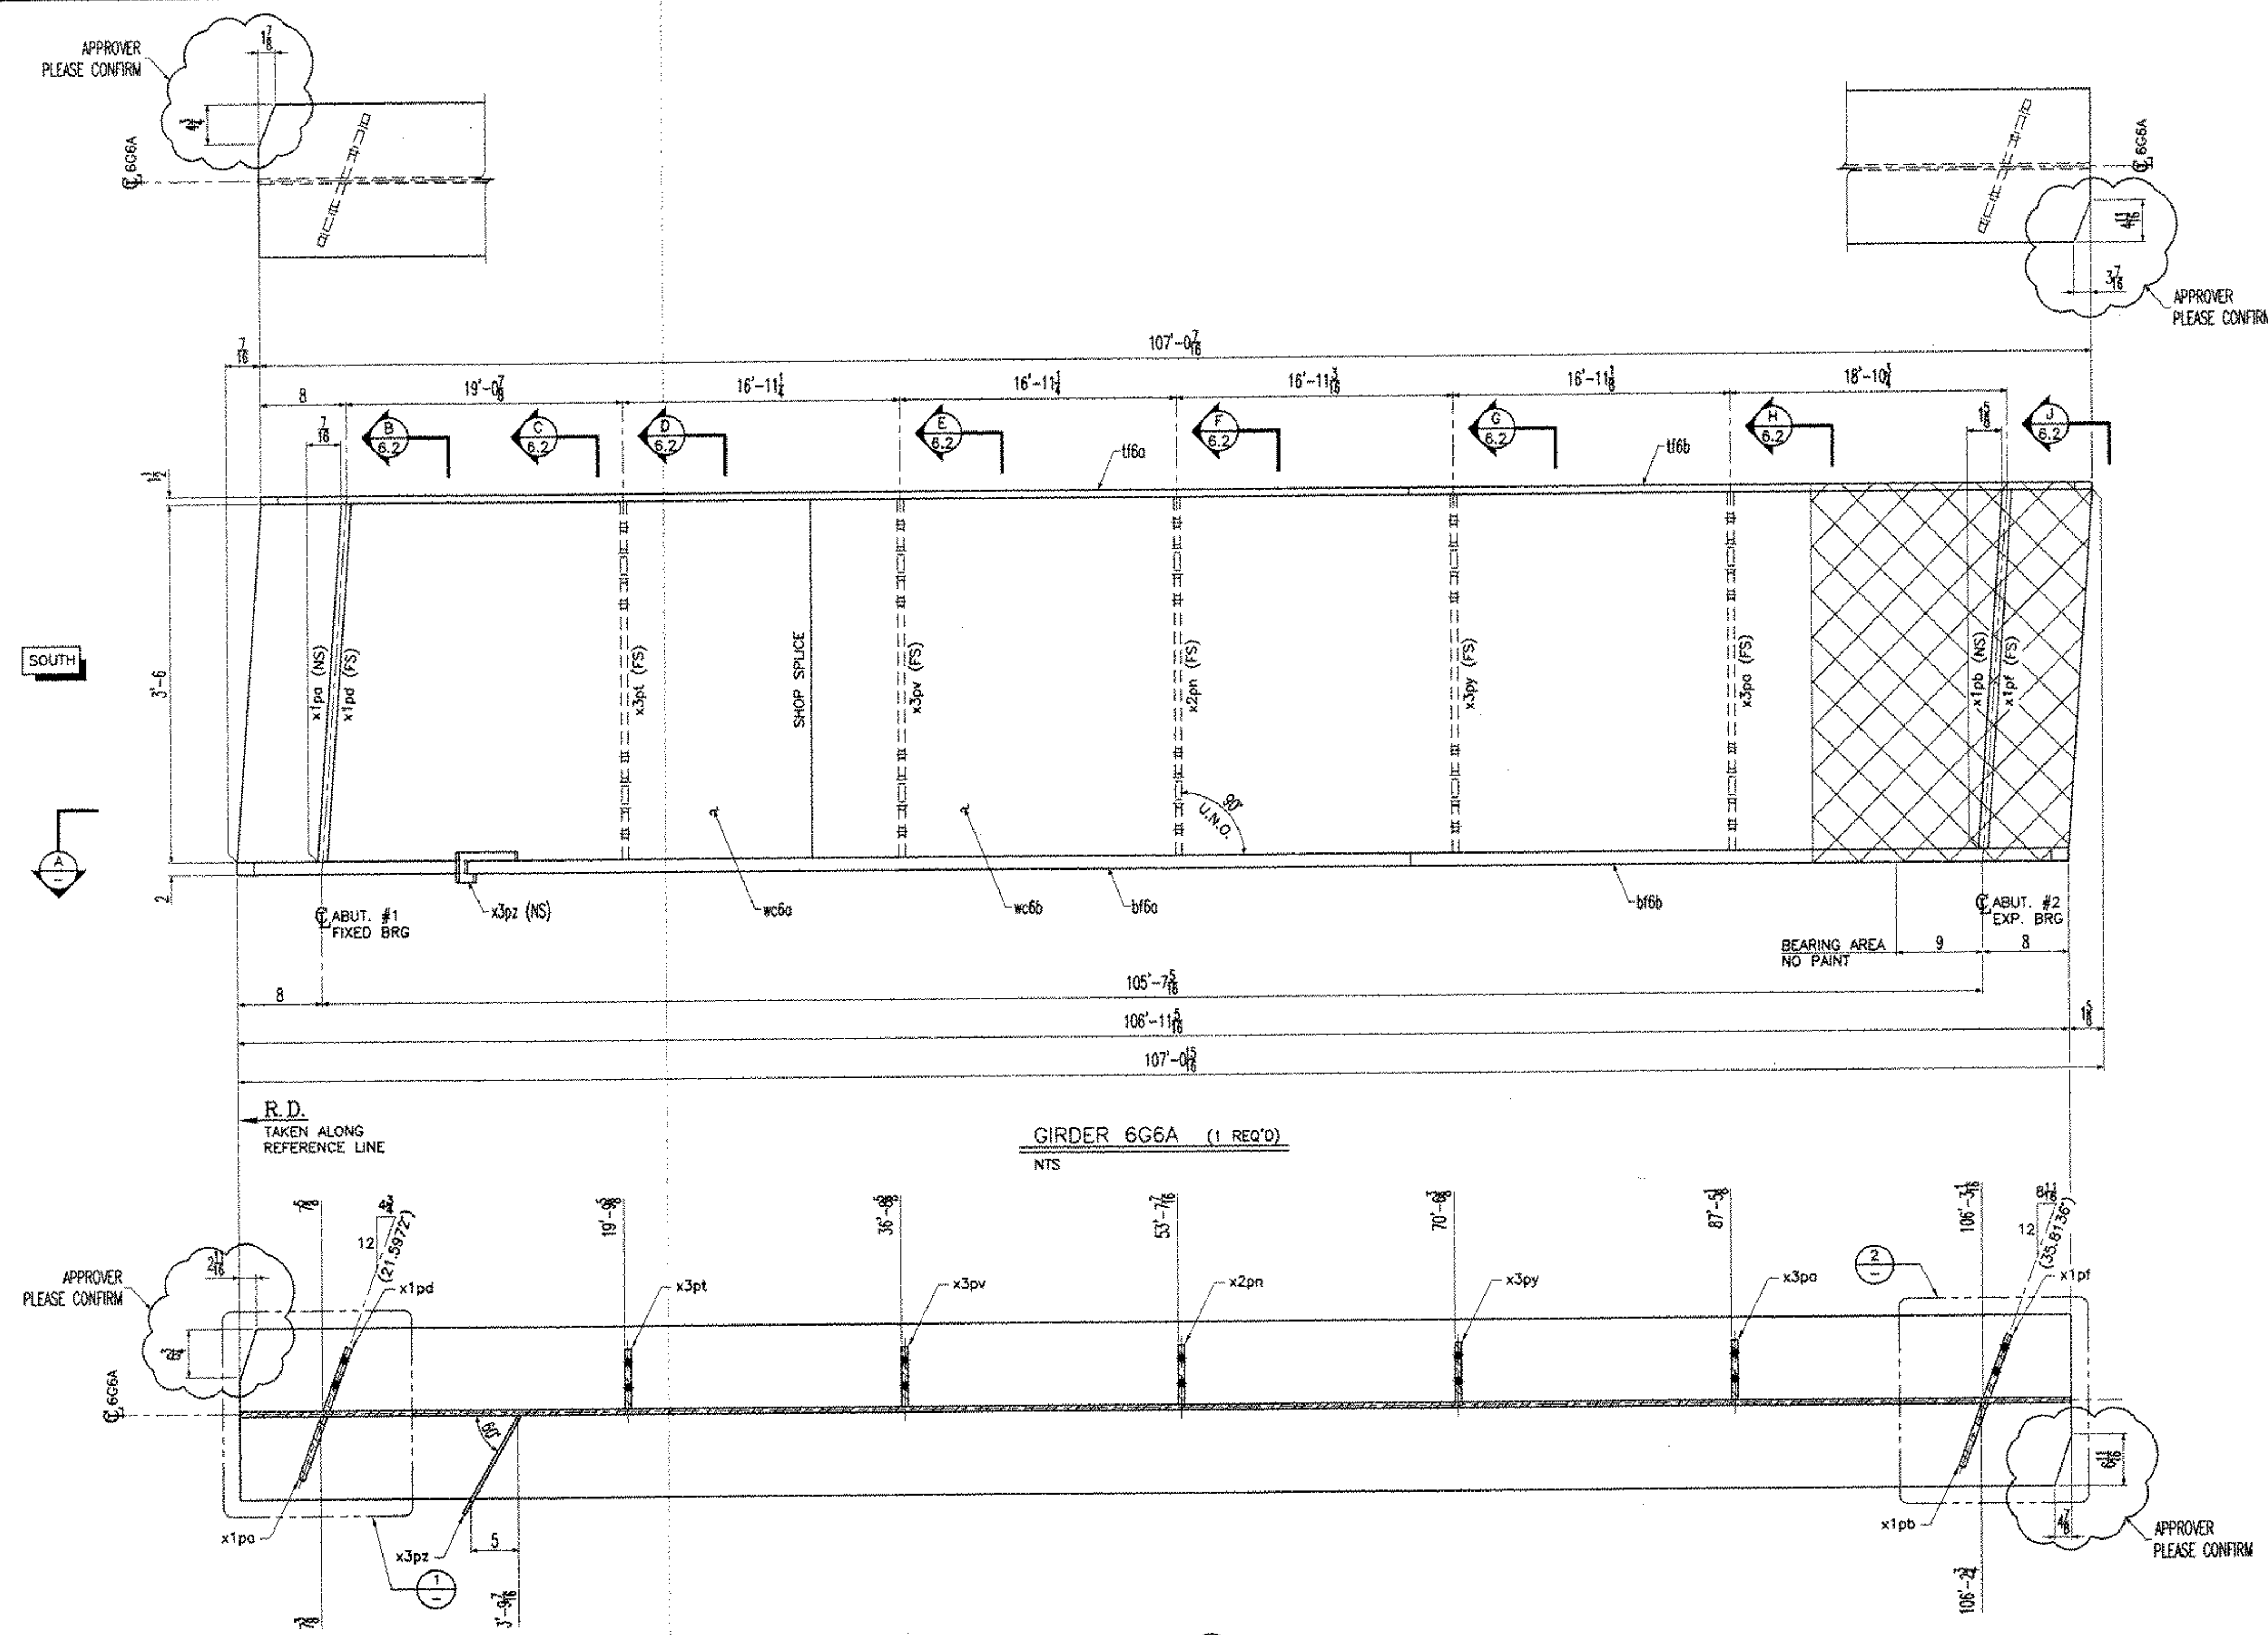 APPROVER
PLEASE CONFIRM
1 7/8
4 3/4
℄ 6G6A
℄ 6G6A
4 11/16
3 7/16
APPROVER
PLEASE CONFIRM
7/16
107'-0 7/16
8
19'-0 7/8
16'-11 1/4
16'-11 1/4
16'-11 3/16
16'-11 1/8
18'-10 3/4
7/16
B
6.2
C
6.2
D
6.2
E
6.2
F
6.2
G
6.2
H
6.2
1 5/8
J
6.2
1 1/2
tf6a
tf6b
SOUTH
3'-6
x1pa (NS)
x1pd (FS)
x3pt (FS)
SHOP SPLICE
x3pv (FS)
x2pn (FS)
x3py (FS)
x3pa (FS)
x1pb (NS)
x1pf (FS)
90°
U.N.O.
A
–
2
℄ ABUT. #1
FIXED BRG
x3pz (NS)
wc6a
wc6b
bf6a
bf6b
℄ ABUT. #2
EXP. BRG
BEARING AREA
NO PAINT
9
8
8
105'-7 5/16
106'-11 5/16
1 5/8
107'-0 15/16
R.D.
TAKEN ALONG
REFERENCE LINE
GIRDER 6G6A (1 REQ'D)
NTS
7 5/8
4 3/4
12
(21.5972°)
19'-9 5/8
36'-8 5/8
53'-7 7/16
70'-6 3/8
87'-5 1/8
106'-3 1/16
8 11/16
12
(35.8136°)
APPROVER
PLEASE CONFIRM
2 11/16
6 3/4
x1pd
x3pt
x3pv
x2pn
x3py
x3pa
2
–
x1pf
℄ 6G6A
60°
6 11/16
x1pa
x3pz
5
1
–
7 3/8
3'-9 7/16
x1pb
4 7/8
APPROVER
PLEASE CONFIRM
106'-2 3/4